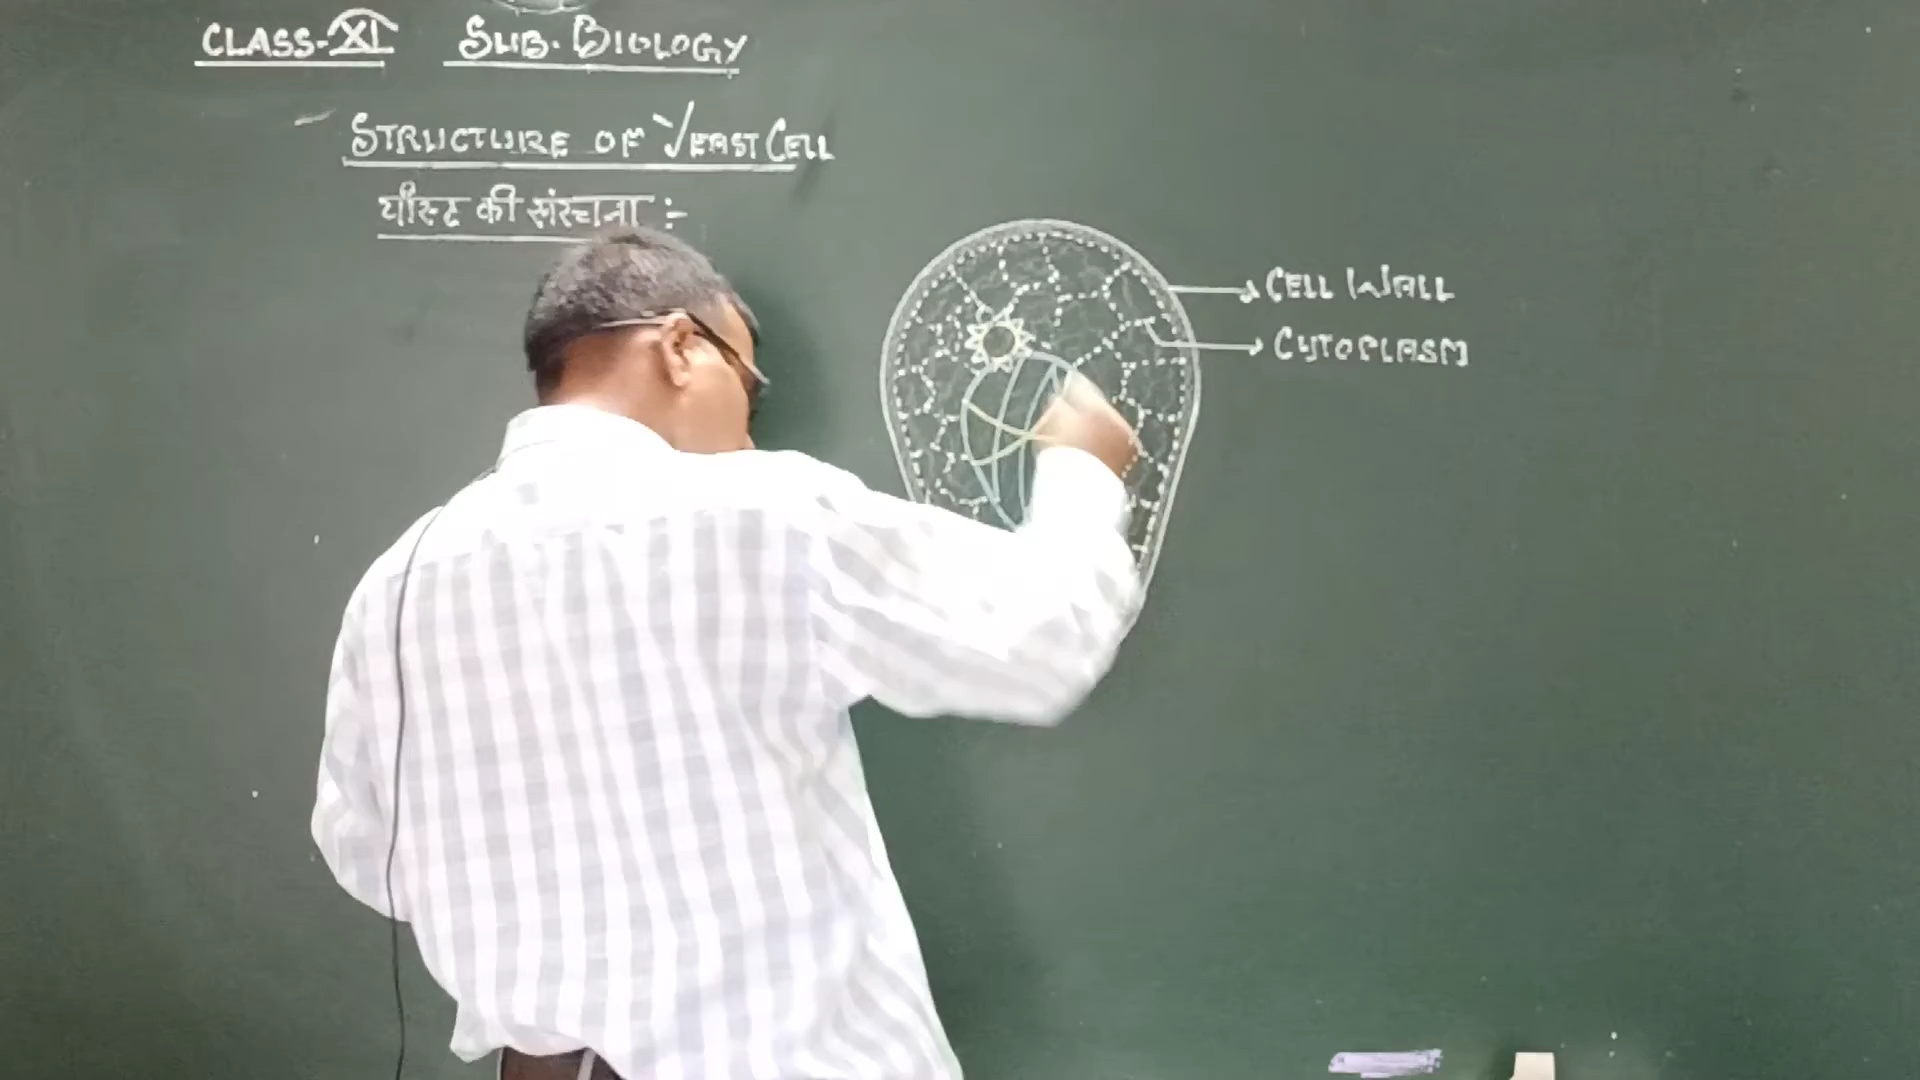 CLASS-XI SUB. BIOLOGY
STRUCTURE OF YEAST CELL
यीस्ट की संरचना :-
CELL WALL
CYTOPLASM